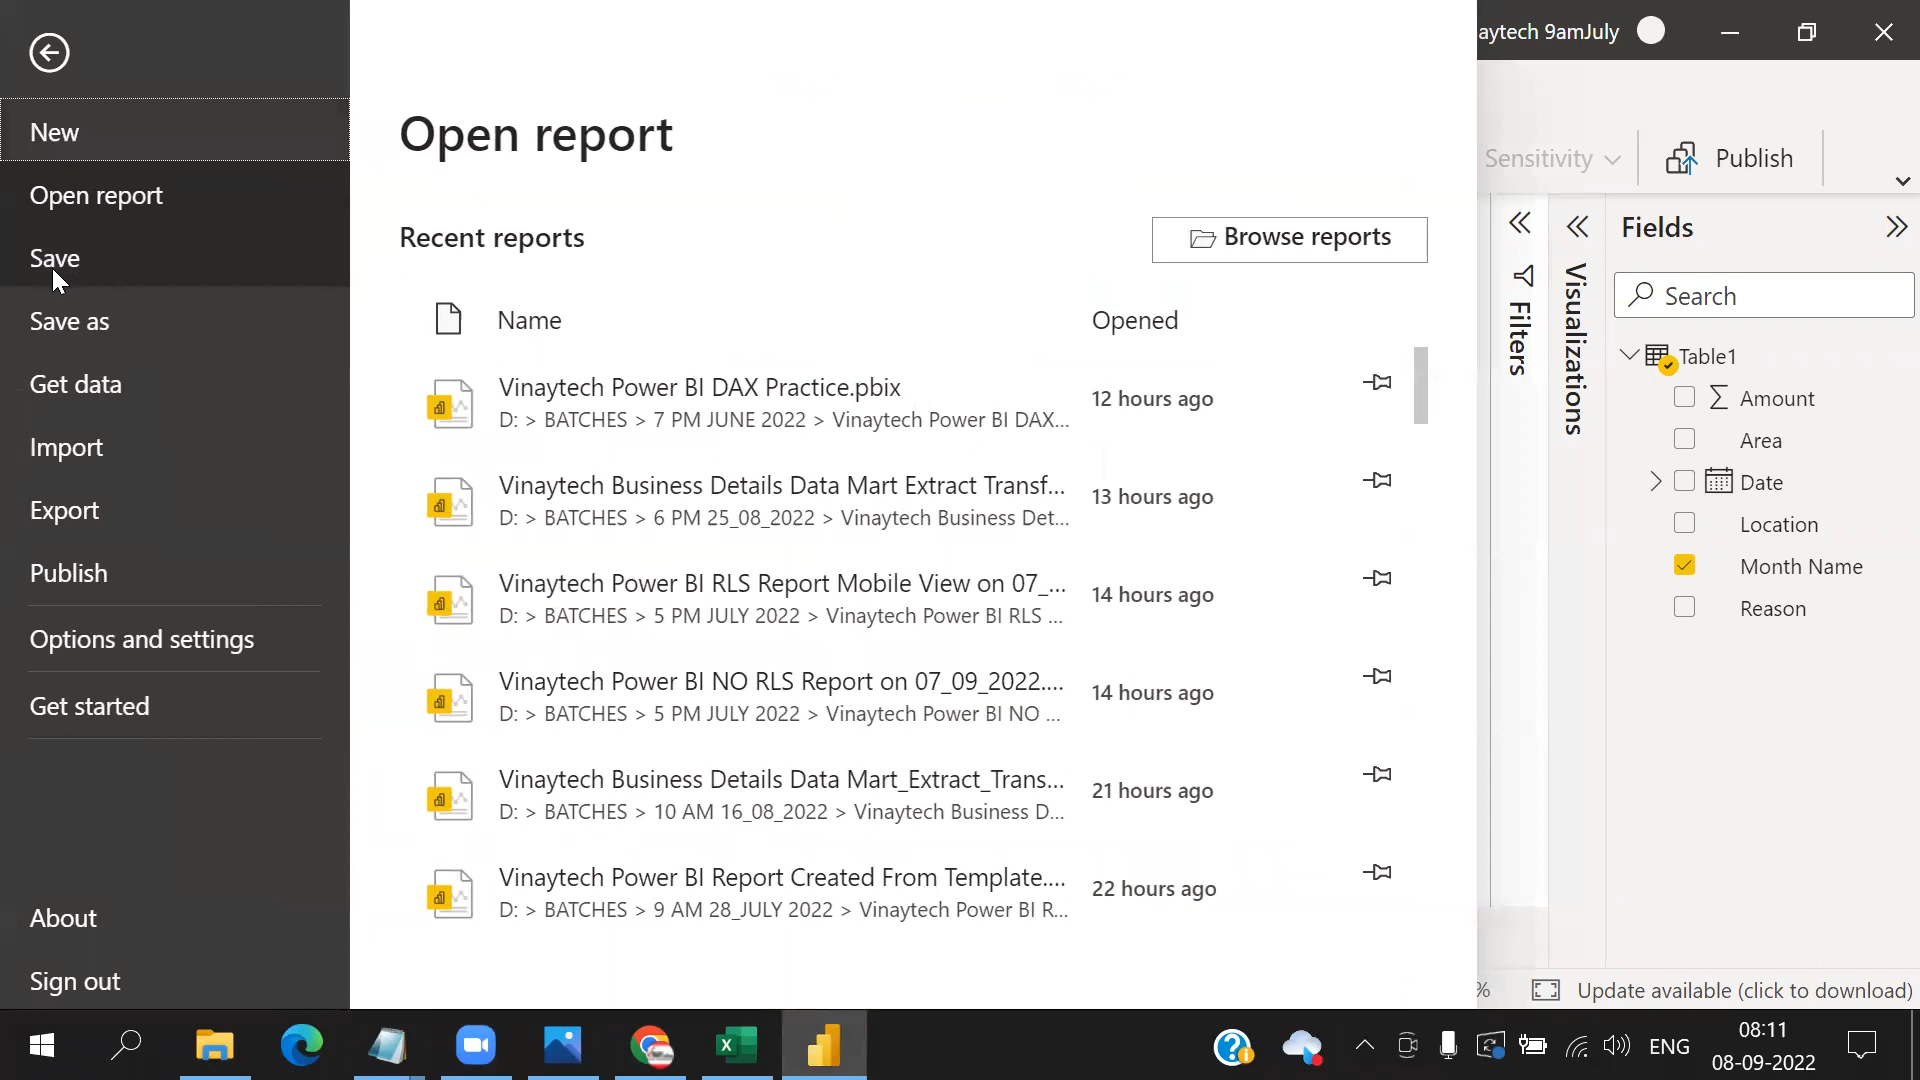 aytech 9amJuly
New
Open report
Save
Save as
Get data
Import
Export
Publish
Options and settings
Get started
About
Sign out
Open report
Recent reports
Browse reports
Name
Opened
Vinaytech Power BI DAX Practice.pbix
D: > BATCHES > 7 PM JUNE 2022 > Vinaytech Power BI DAX...
12 hours ago
Vinaytech Business Details Data Mart Extract Transf...
D: > BATCHES > 6 PM 25_08_2022 > Vinaytech Business Det...
13 hours ago
Vinaytech Power BI RLS Report Mobile View on 07_...
D: > BATCHES > 5 PM JULY 2022 > Vinaytech Power BI RLS ...
14 hours ago
Vinaytech Power BI NO RLS Report on 07_09_2022....
D: > BATCHES > 5 PM JULY 2022 > Vinaytech Power BI NO ...
14 hours ago
Vinaytech Business Details Data Mart_Extract_Trans...
D: > BATCHES > 10 AM 16_08_2022 > Vinaytech Business D...
21 hours ago
Vinaytech Power BI Report Created From Template....
D: > BATCHES > 9 AM 28_JULY 2022 > Vinaytech Power BI R...
22 hours ago
Sensitivity
Publish
Filters
Visualizations
Fields
Search
Table1
Amount
Area
Date
Location
Month Name
Reason
%
Update available (click to download)
ENG
08:11
08-09-2022